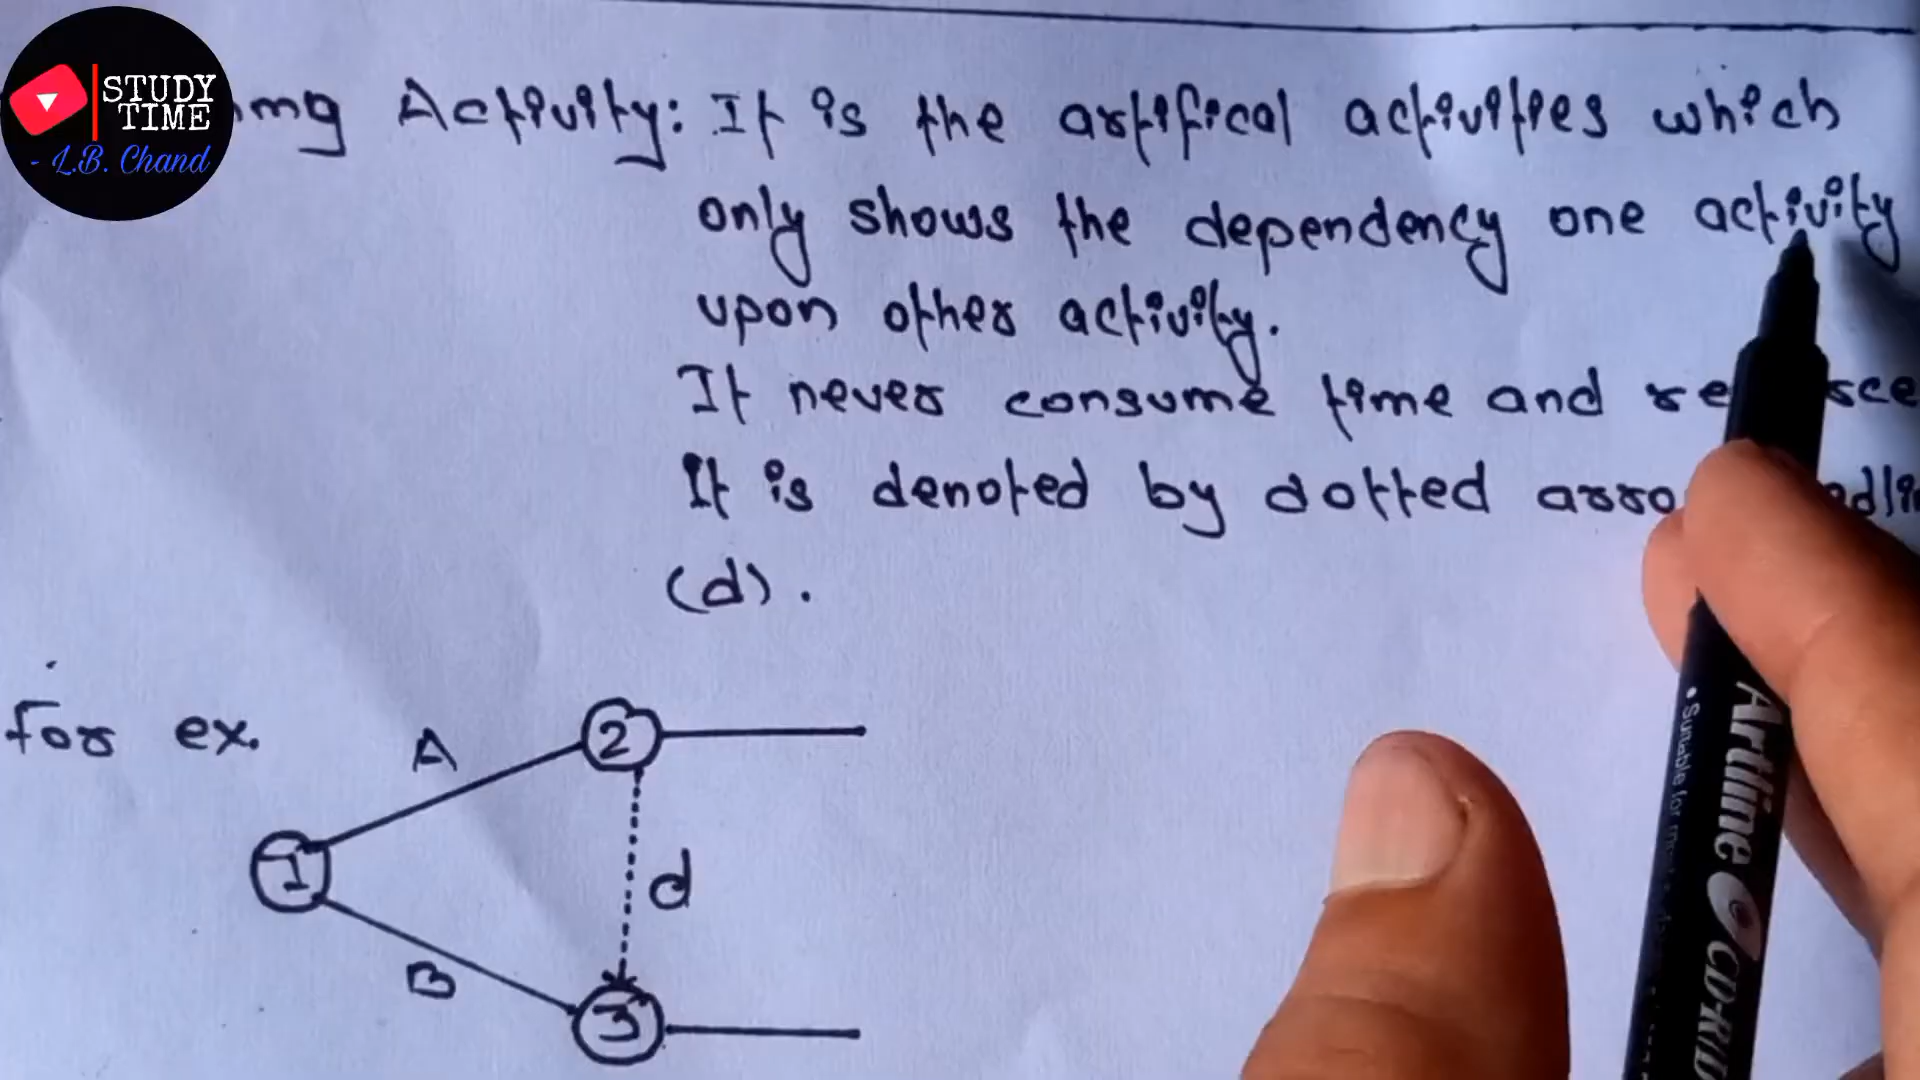 STUDY
TIME
- L.B. Chand
Activity: It is the artifical activities which
only shows the dependency one activity
upon other activity.
It never consume time and
It is denoted by dotted
(d).
For ex.
A
2
1
d
B
3
Artline
CD-R/D